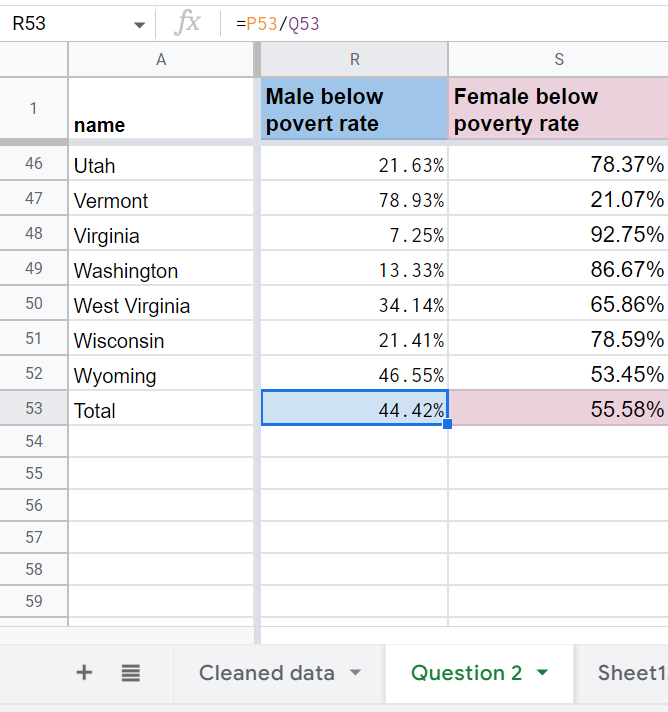 R53 fx =P53/Q53
A R S
1 name Male below Female below
povert rate poverty rate
46 Utah 21.63% 78.37%
47 Vermont 78.93% 21.07%
48 Virginia 7.25% 92.75%
49 Washington 13.33% 86.67%
50 West Virginia 34.14% 65.86%
51 Wisconsin 21.41% 78.59%
52 Wyoming 46.55% 53.45%
53 Total 44.42% 55.58%
54
55
56
57
58
59
+ Cleaned data Question 2 Sheet1